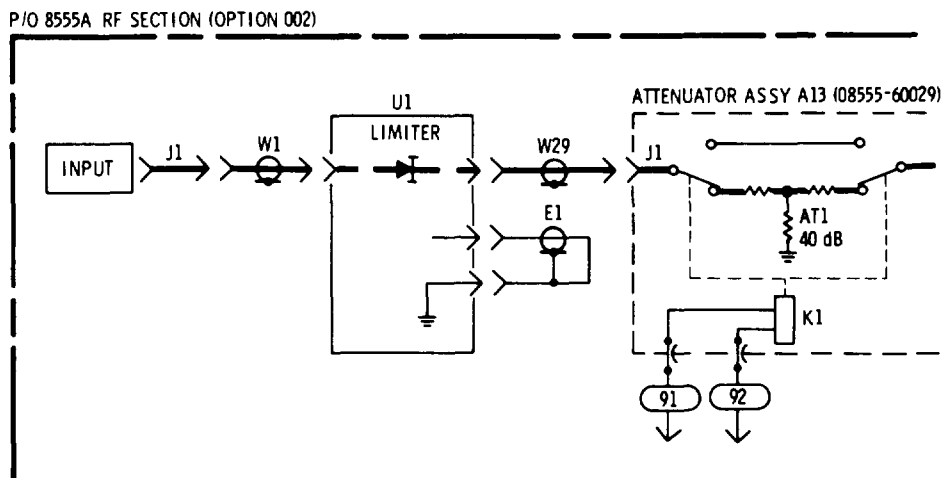 P/O 8555A RF SECTION (OPTION 002)
U1
LIMITER
ATTENUATOR ASSY A13 (08555-60029)
INPUT
J1
W1
W29
J1
E1
AT1
40 dB
K1
91
92